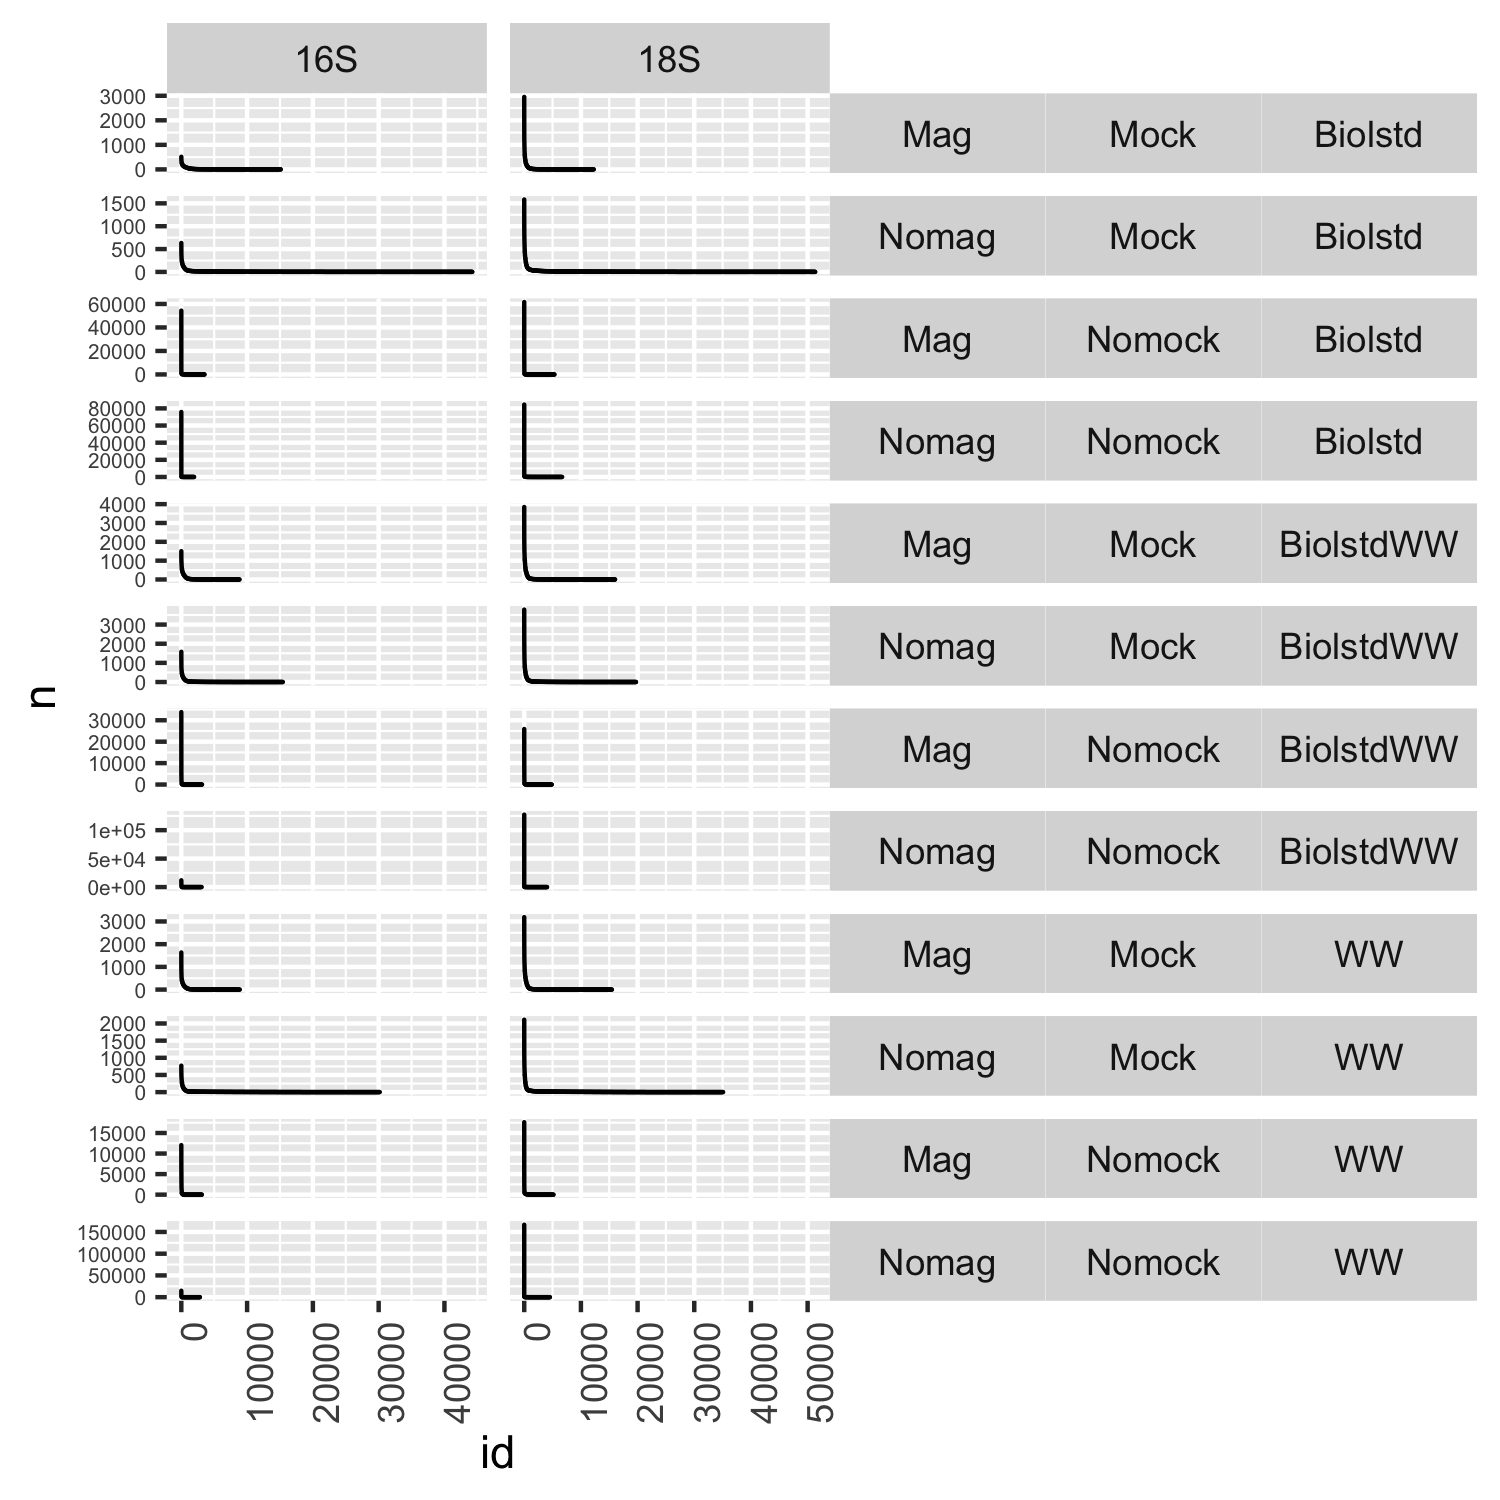 16S 18S
3000
2000
1000
0
Mag Mock Biolstd
1500
1000
500
0
Nomag Mock Biolstd
60000
40000
20000
0
Mag Nomock Biolstd
80000
60000
40000
20000
0
Nomag Nomock Biolstd
4000
3000
2000
1000
0
Mag Mock BiolstdWW
3000
2000
1000
0
Nomag Mock BiolstdWW
n
30000
20000
10000
0
Mag Nomock BiolstdWW
1e+05
5e+04
0e+00
Nomag Nomock BiolstdWW
3000
2000
1000
0
Mag Mock WW
2000
1500
1000
500
0
Nomag Mock WW
15000
10000
5000
0
Mag Nomock WW
150000
100000
50000
0
Nomag Nomock WW
0 10000 20000 30000 40000 0 10000 20000 30000 40000 50000
id